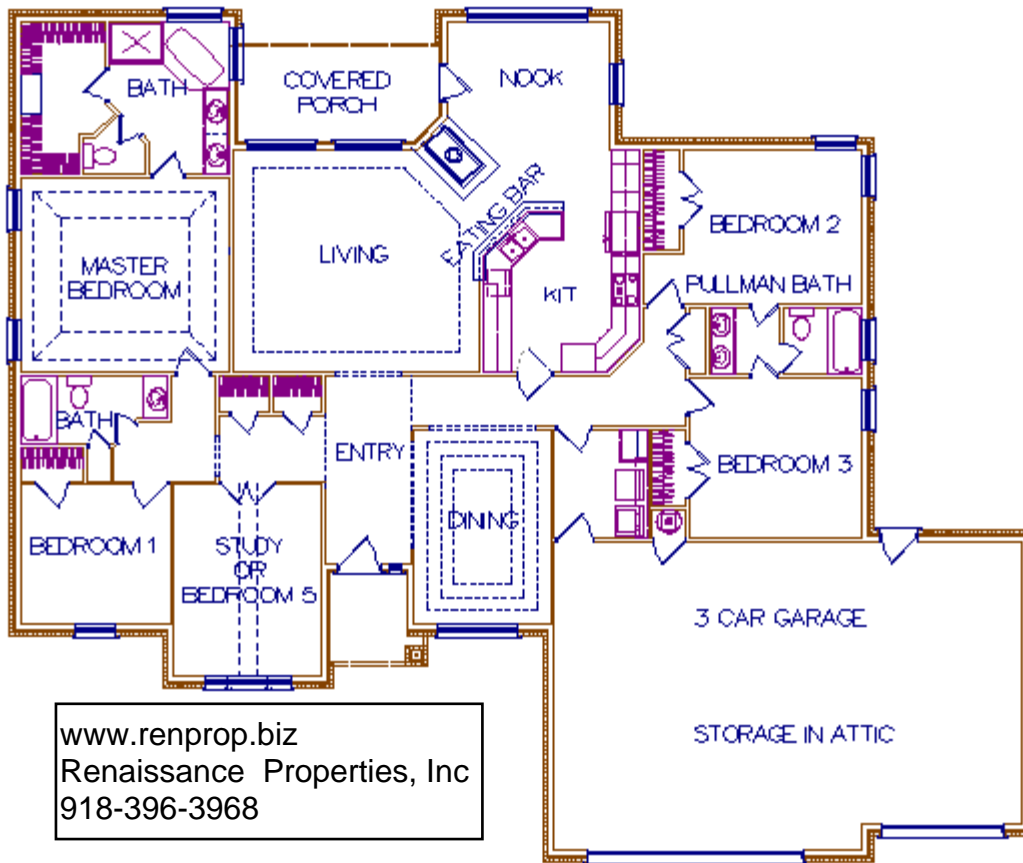 BATH
COVERED
PORCH
NOOK
MASTER
BEDROOM
LIVING
EATING BAR
KIT
BEDROOM 2
PULLMAN BATH
BATH
ENTRY
BEDROOM 3
BEDROOM 1
STUDY
OR
BEDROOM 5
DINING
3 CAR GARAGE
STORAGE IN ATTIC
www.renprop.biz
Renaissance Properties, Inc
918-396-3968